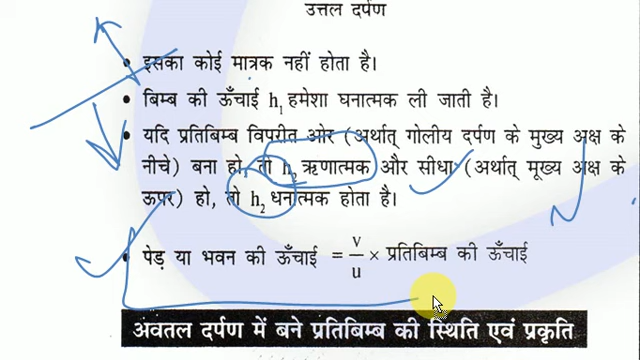 उत्तल दर्पण
• इसका कोई मात्रक नहीं होता है।
• बिम्ब की ऊँचाई h₁ हमेशा घनात्मक ली जाती है।
• यदि प्रतिबिम्ब विपरीत ओर (अर्थात् गोलीय दर्पण के मुख्य अक्ष के
नीचे) बना हो, तो h₂ ऋणात्मक और सीधा (अर्थात् मूख्य अक्ष के
ऊपर) हो, तो h₂ धनात्मक होता है।
• पेड़ या भवन की ऊँचाई = v/u × प्रतिबिम्ब की ऊँचाई
अंवतल दर्पण में बने प्रतिबिम्ब की स्थिति एवं प्रकृति